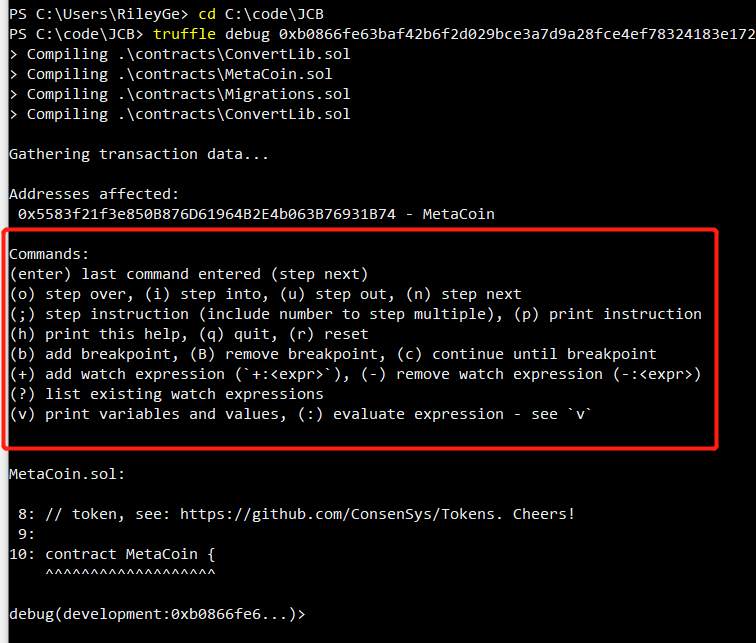 PS C:\Users\RileyGe> cd C:\code\JCB
PS C:\code\JCB> truffle debug 0xb0866fe63baf42b6f2d029bce3a7d9a28fce4ef78324183e172
> Compiling .\contracts\ConvertLib.sol
> Compiling .\contracts\MetaCoin.sol
> Compiling .\contracts\Migrations.sol
> Compiling .\contracts\ConvertLib.sol
Gathering transaction data...
Addresses affected:
 0x5583f21f3e850B876D61964B2E4b063B76931B74 - MetaCoin
Commands:
(enter) last command entered (step next)
(o) step over, (i) step into, (u) step out, (n) step next
(;) step instruction (include number to step multiple), (p) print instruction
(h) print this help, (q) quit, (r) reset
(b) add breakpoint, (B) remove breakpoint, (c) continue until breakpoint
(+) add watch expression (`+:<expr>`), (-) remove watch expression (-:<expr>)
(?) list existing watch expressions
(v) print variables and values, (:) evaluate expression - see `v`
MetaCoin.sol:
 8: // token, see: https://github.com/ConsenSys/Tokens. Cheers!
 9:
10: contract MetaCoin {
    ^^^^^^^^^^^^^^^^^^^
debug(development:0xb0866fe6...)>